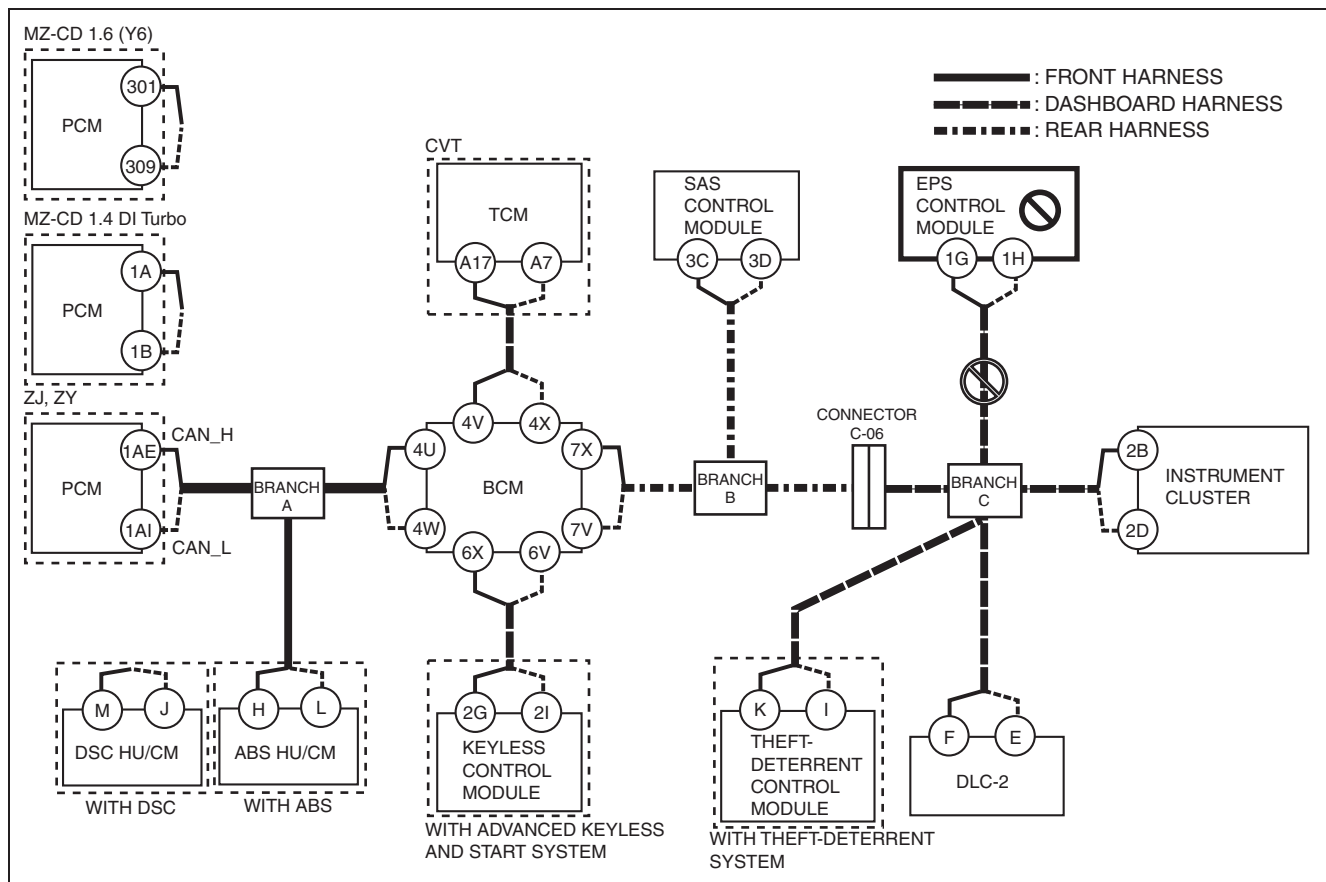 MZ-CD 1.6 (Y6)
PCM
301
309
MZ-CD 1.4 DI Turbo
PCM
1A
1B
ZJ, ZY
PCM
1AE
1AI
CAN_H
CAN_L
BRANCH
A
M
J
DSC HU/CM
WITH DSC
H
L
ABS HU/CM
WITH ABS
CVT
TCM
A17
A7
4V
4X
4U
4W
BCM
7X
7V
6X
6V
2G
2I
KEYLESS
CONTROL
MODULE
WITH ADVANCED KEYLESS
AND START SYSTEM
SAS
CONTROL
MODULE
3C
3D
BRANCH
B
CONNECTOR
C-06
: FRONT HARNESS
: DASHBOARD HARNESS
: REAR HARNESS
EPS
CONTROL
MODULE
1G
1H
BRANCH
C
2B
2D
INSTRUMENT
CLUSTER
K
I
THEFT-
DETERRENT
CONTROL
MODULE
WITH THEFT-DETERRENT
SYSTEM
F
E
DLC-2